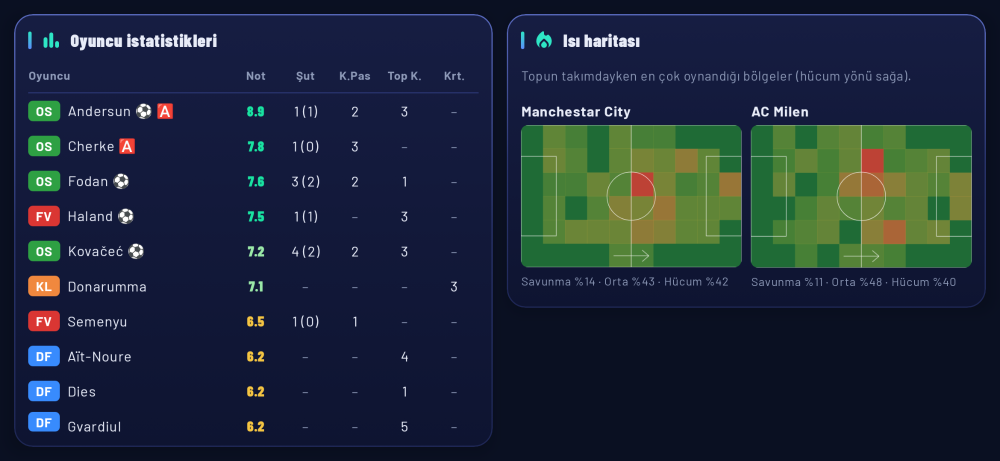 Oyuncu istatistikleri
Oyuncu Not Şut K.Pas Top K. Krt.
OS Andersun ⚽ 🅰 8.9 1 (1) 2 3 –
OS Cherke 🅰 7.8 1 (0) 3 – –
OS Fodan ⚽ 7.6 3 (2) 2 1 –
FV Haland ⚽ 7.5 1 (1) – 3 –
OS Kovačeć ⚽ 7.2 4 (2) 2 3 –
KL Donarumma 7.1 – – – 3
FV Semenyu 6.5 1 (0) 1 – –
DF Aït-Noure 6.2 – – 4 –
DF Dies 6.2 – – 1 –
DF Gvardiul 6.2 – – 5 –
Isı haritası
Topun takımdayken en çok oynandığı bölgeler (hücum yönü sağa).
Manchestar City
Savunma %14 · Orta %43 · Hücum %42
AC Milen
Savunma %11 · Orta %48 · Hücum %40